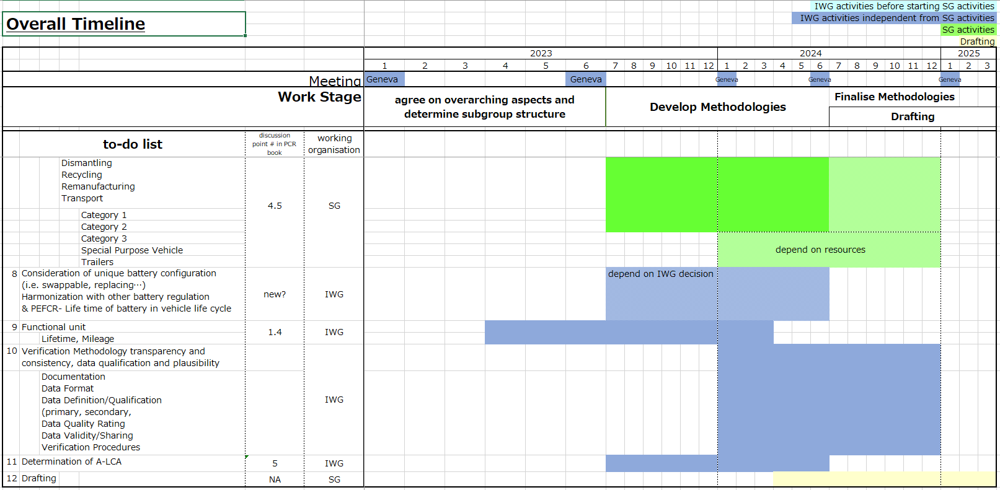 IWG activities before starting SG activities
Overall Timeline
IWG activities independent from SG activities
SG activities
Drafting
2023 2024 2025
1 2 3 4 5 6 7 8 9 10 11 12 1 2 3 4 5 6 7 8 9 10 11 12 1 2 3
Meeting Geneva Geneva Geneva Geneva Geneva
Work Stage
agree on overarching aspects and
determine subgroup structure
Develop Methodologies
Finalise Methodologies
Drafting
to-do list
discussion
point # in PCR
book
working
organisation
Dismantling
Recycling
Remanufacturing
Transport
4.5 SG
Category 1
Category 2
Category 3
Special Purpose Vehicle
Trailers
depend on resources
8 Consideration of unique battery configuration
(i.e. swappable, replacing…)
Harmonization with other battery regulation
& PEFCR- Life time of battery in vehicle life cycle
new? IWG
depend on IWG decision
9 Functional unit
Lifetime, Mileage
1.4 IWG
10 Verification Methodology transparency and
consistency, data qualification and plausibility
Documentation
Data Format
Data Definition/Qualification
(primary, secondary,
Data Quality Rating
Data Validity/Sharing
Verification Procedures
IWG
11 Determination of A-LCA 5 IWG
12 Drafting NA SG